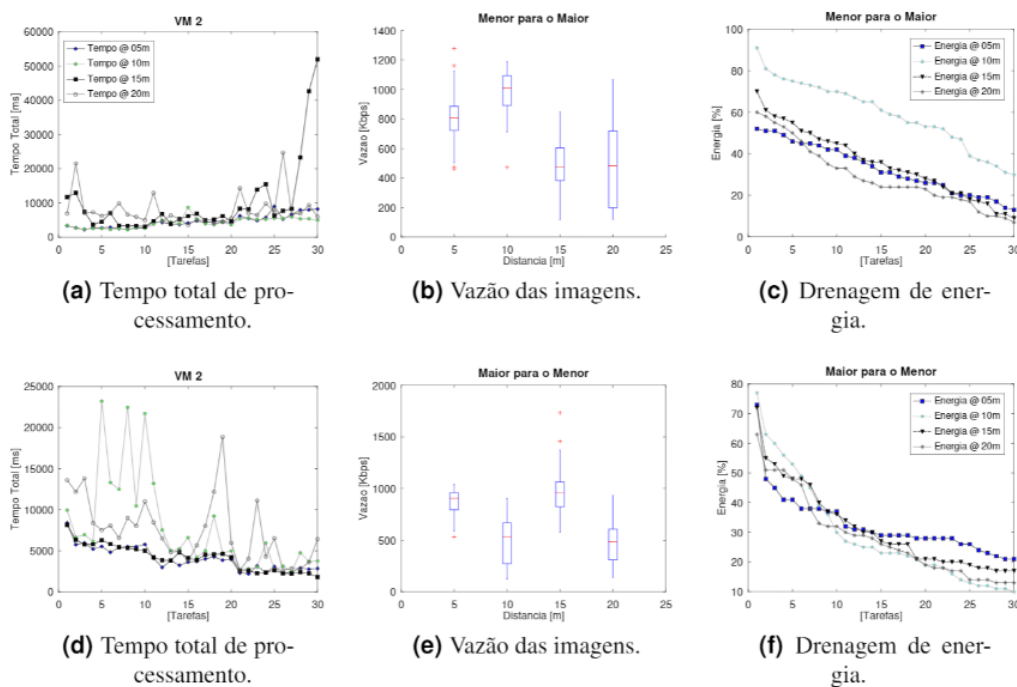 VM 2
60000
50000
40000
30000
20000
10000
0
Tempo Total [ms]
Tempo @ 05m
Tempo @ 10m
Tempo @ 15m
Tempo @ 20m
0 5 10 15 20 25 30
[Tarefas]
(a) Tempo total de pro-
cessamento.
Menor para o Maior
1400
1200
1000
800
600
400
200
0
Vazao [Kbps]
0 5 10 15 20 25
Distancia [m]
(b) Vazão das imagens.
Menor para o Maior
100
80
60
40
20
0
Energia [%]
Energia @ 05m
Energia @ 10m
Energia @ 15m
Energia @ 20m
0 5 10 15 20 25 30
[Tarefas]
(c) Drenagem de ener-
gia.
VM 2
25000
20000
15000
10000
5000
0
Tempo Total [ms]
0 5 10 15 20 25 30
[Tarefas]
(d) Tempo total de pro-
cessamento.
Maior para o Menor
2000
1500
1000
500
0
Vazao [Kbps]
0 5 10 15 20 25
Distancia [m]
(e) Vazão das imagens.
Maior para o Menor
80
70
60
50
40
30
20
10
Energia [%]
Energia @ 05m
Energia @ 10m
Energia @ 15m
Energia @ 20m
0 5 10 15 20 25 30
[Tarefas]
(f) Drenagem de ener-
gia.